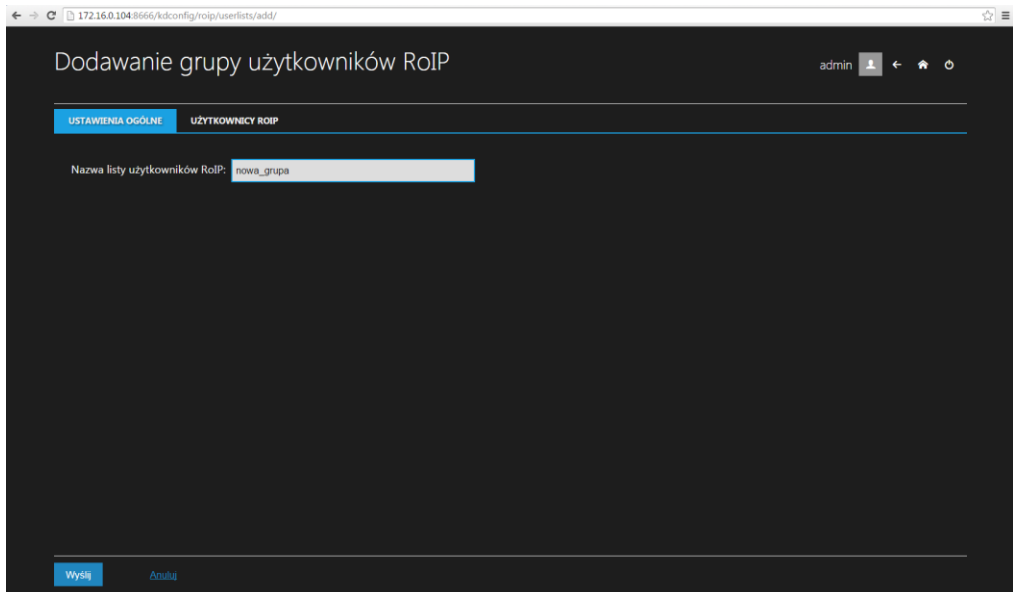 172.16.0.104:8666/kdconfig/roip/userlists/add/
Dodawanie grupy użytkowników RoIP
admin
USTAWIENIA OGÓLNE UŻYTKOWNICY ROIP
Nazwa listy użytkowników RoIP: nowa_grupa
Wyślij Anuluj